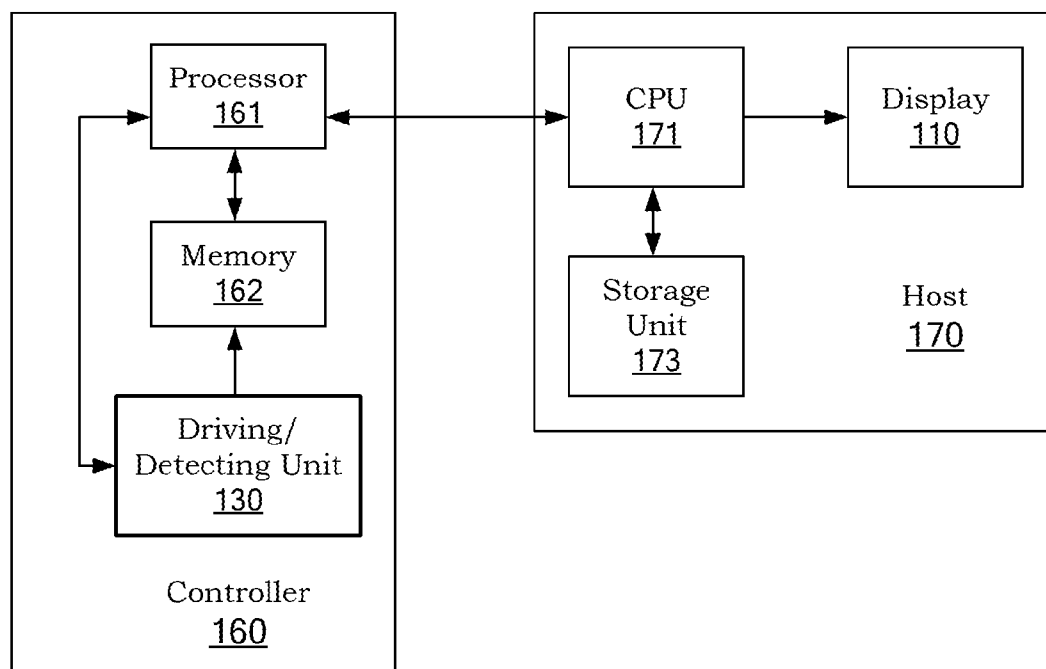 Processor
161
Memory
162
Driving/
Detecting Unit
130
Controller
160
CPU
171
Display
110
Storage
Unit
173
Host
170